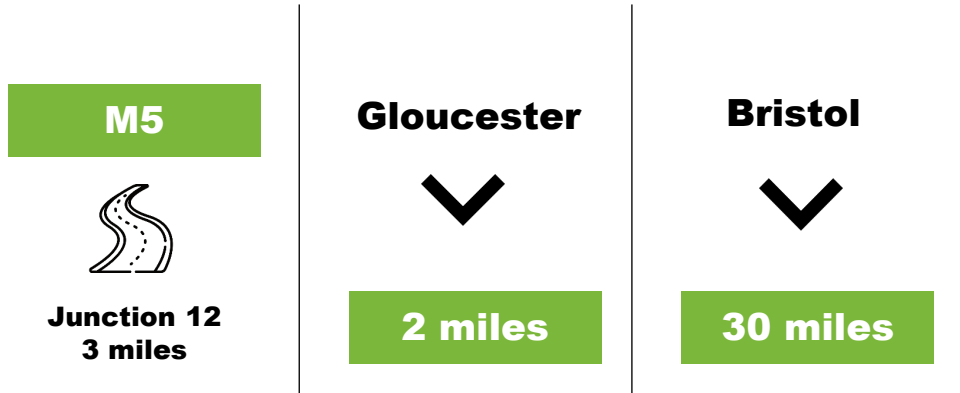 M5
Junction 12
3 miles
Gloucester
2 miles
Bristol
30 miles